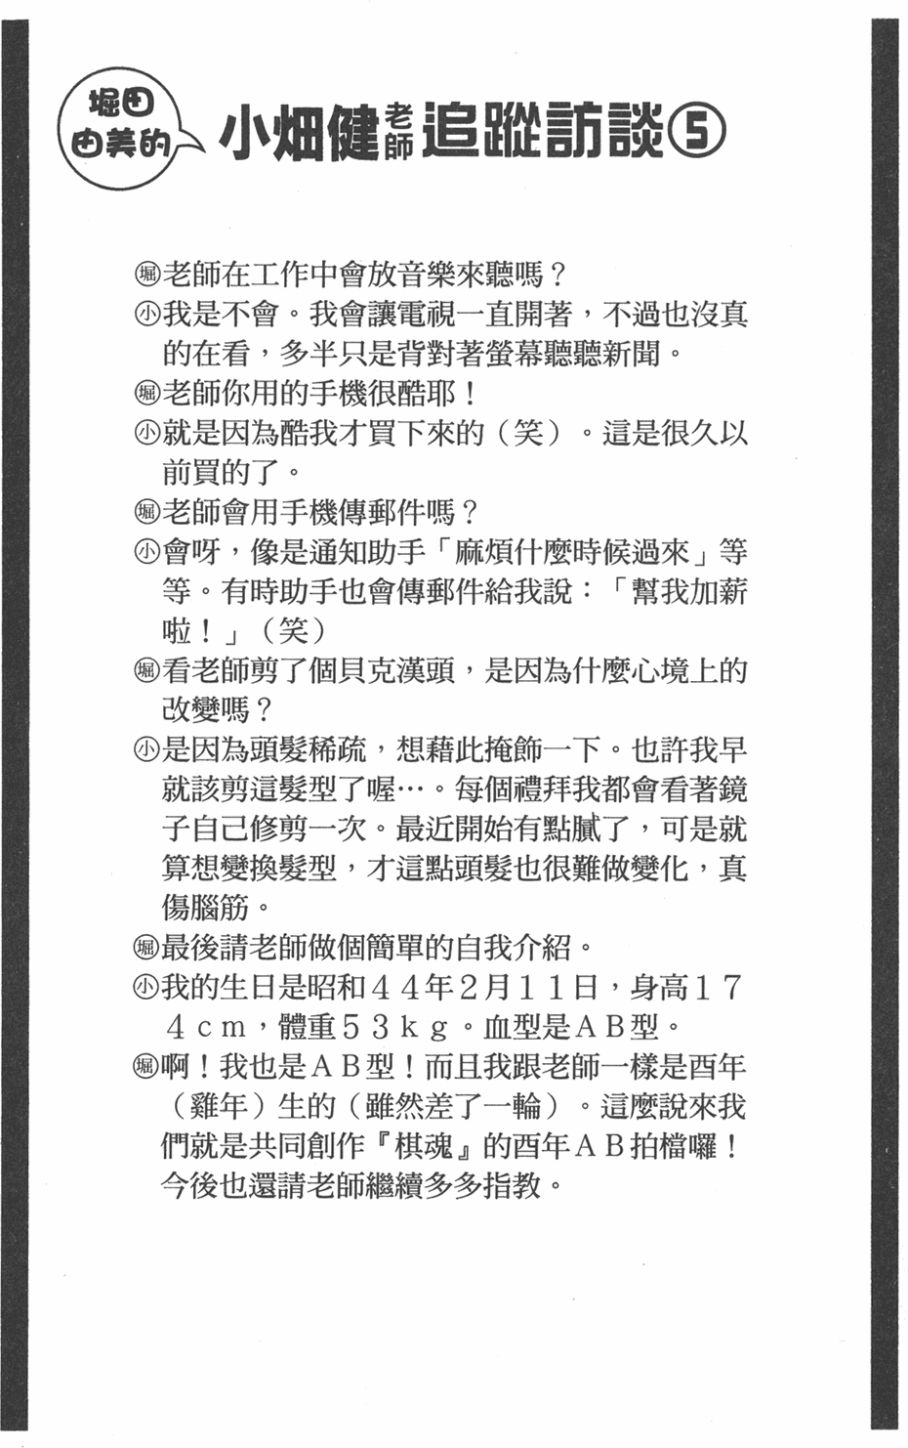 堀田
由美的
小畑健老師追蹤訪談⑤
㊙堀老師在工作中會放音樂來聽嗎？
小我是不會。我會讓電視一直開著，不過也沒真
的在看，多半只是背對著螢幕聽聽新聞。
堀老師你用的手機很酷耶！
小就是因為酷我才買下來的（笑）。這是很久以
前買的了。
堀老師會用手機傳郵件嗎？
小會呀，像是通知助手「麻煩什麼時候過來」等
等。有時助手也會傳郵件給我說：「幫我加薪
啦！」（笑）
堀看老師剪了個貝克漢頭，是因為什麼心境上的
改變嗎？
小是因為頭髮稀疏，想藉此掩飾一下。也許我早
就該剪這髮型了喔…。每個禮拜我都會看著鏡
子自己修剪一次。最近開始有點膩了，可是就
算想變換髮型，才這點頭髮也很難做變化，真
傷腦筋。
堀最後請老師做個簡單的自我介紹。
小我的生日是昭和４４年２月１１日，身高１７
４ｃｍ，體重５３ｋｇ。血型是ＡＢ型。
堀啊！我也是ＡＢ型！而且我跟老師一樣是酉年
（雞年）生的（雖然差了一輪）。這麼說來我
們就是共同創作『棋魂』的酉年ＡＢ拍檔囉！
今後也還請老師繼續多多指教。